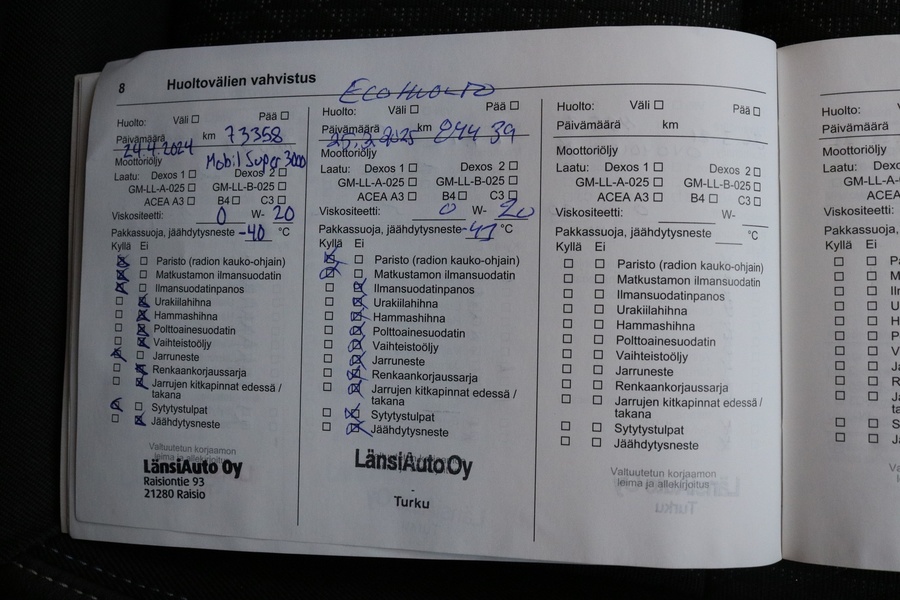 8 Huoltovälien vahvistus
Huolto: Väli Pää
Päivämäärä km 73358
24.4.2024
Moottoriöljy Mobil Super 3000
Laatu: Dexos 1 Dexos 2
GM-LL-A-025 GM-LL-B-025
ACEA A3 B4 C3
Viskositeetti: 0 W- 20
Pakkassuoja, jäähdytysneste -40 °C
Kyllä Ei
Paristo (radion kauko-ohjain)
Matkustamon ilmansuodatin
Ilmansuodatinpanos
Urakiilahihna
Hammashihna
Polttoainesuodatin
Vaihteistoöljy
Jarruneste
Renkaankorjaussarja
Jarrujen kitkapinnat edessä /
takana
Sytytystulpat
Jäähdytysneste
Valtuutetun korjaamon
leima ja allekirjoitus
LänsiAuto Oy
Raisiontie 93
21280 Raisio
EcoHuolto
Huolto: Väli Pää
Päivämäärä km 84439
25.2.2025
Moottoriöljy
Laatu: Dexos 1 Dexos 2
GM-LL-A-025 GM-LL-B-025
ACEA A3 B4 C3
Viskositeetti: 0 W- 20
Pakkassuoja, jäähdytysneste -41 °C
Kyllä Ei
Paristo (radion kauko-ohjain)
Matkustamon ilmansuodatin
Ilmansuodatinpanos
Urakiilahihna
Hammashihna
Polttoainesuodatin
Vaihteistoöljy
Jarruneste
Renkaankorjaussarja
Jarrujen kitkapinnat edessä /
takana
Sytytystulpat
Jäähdytysneste
LänsiAuto Oy
Turku
Huolto: Väli Pää
Päivämäärä km
Moottoriöljy
Laatu: Dexos 1 Dexos 2
GM-LL-A-025 GM-LL-B-025
ACEA A3 B4 C3
Viskositeetti: W-
Pakkassuoja, jäähdytysneste °C
Kyllä Ei
Paristo (radion kauko-ohjain)
Matkustamon ilmansuodatin
Ilmansuodatinpanos
Urakiilahihna
Hammashihna
Polttoainesuodatin
Vaihteistoöljy
Jarruneste
Renkaankorjaussarja
Jarrujen kitkapinnat edessä /
takana
Sytytystulpat
Jäähdytysneste
Valtuutetun korjaamon
leima ja allekirjoitus
Huolto:
Päivämäärä
Moottoriöljy
Laatu:
GM-LL-A
ACEA
Viskositeetti:
Pakkassuoja,
Kyllä Ei